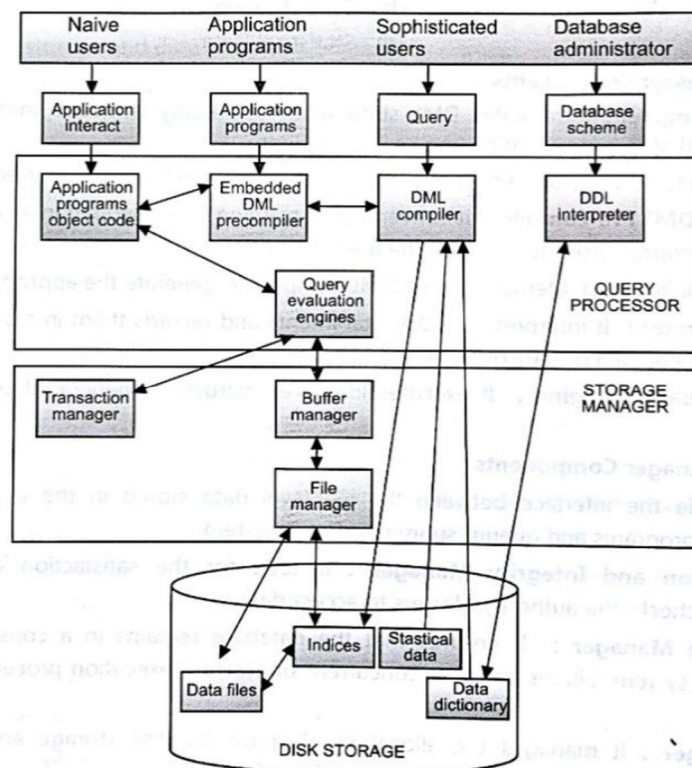 Naive
users
Application
programs
Sophisticated
users
Database
administrator
Application
interact
Application
programs
Query
Database
scheme
Application
programs
object code
Embedded
DML
precompiler
DML
compiler
DDL
interpreter
Query
evaluation
engines
QUERY
PROCESSOR
Transaction
manager
Buffer
manager
STORAGE
MANAGER
File
manager
Indices
Stastical
data
Data files
Data
dictionary
DISK STORAGE